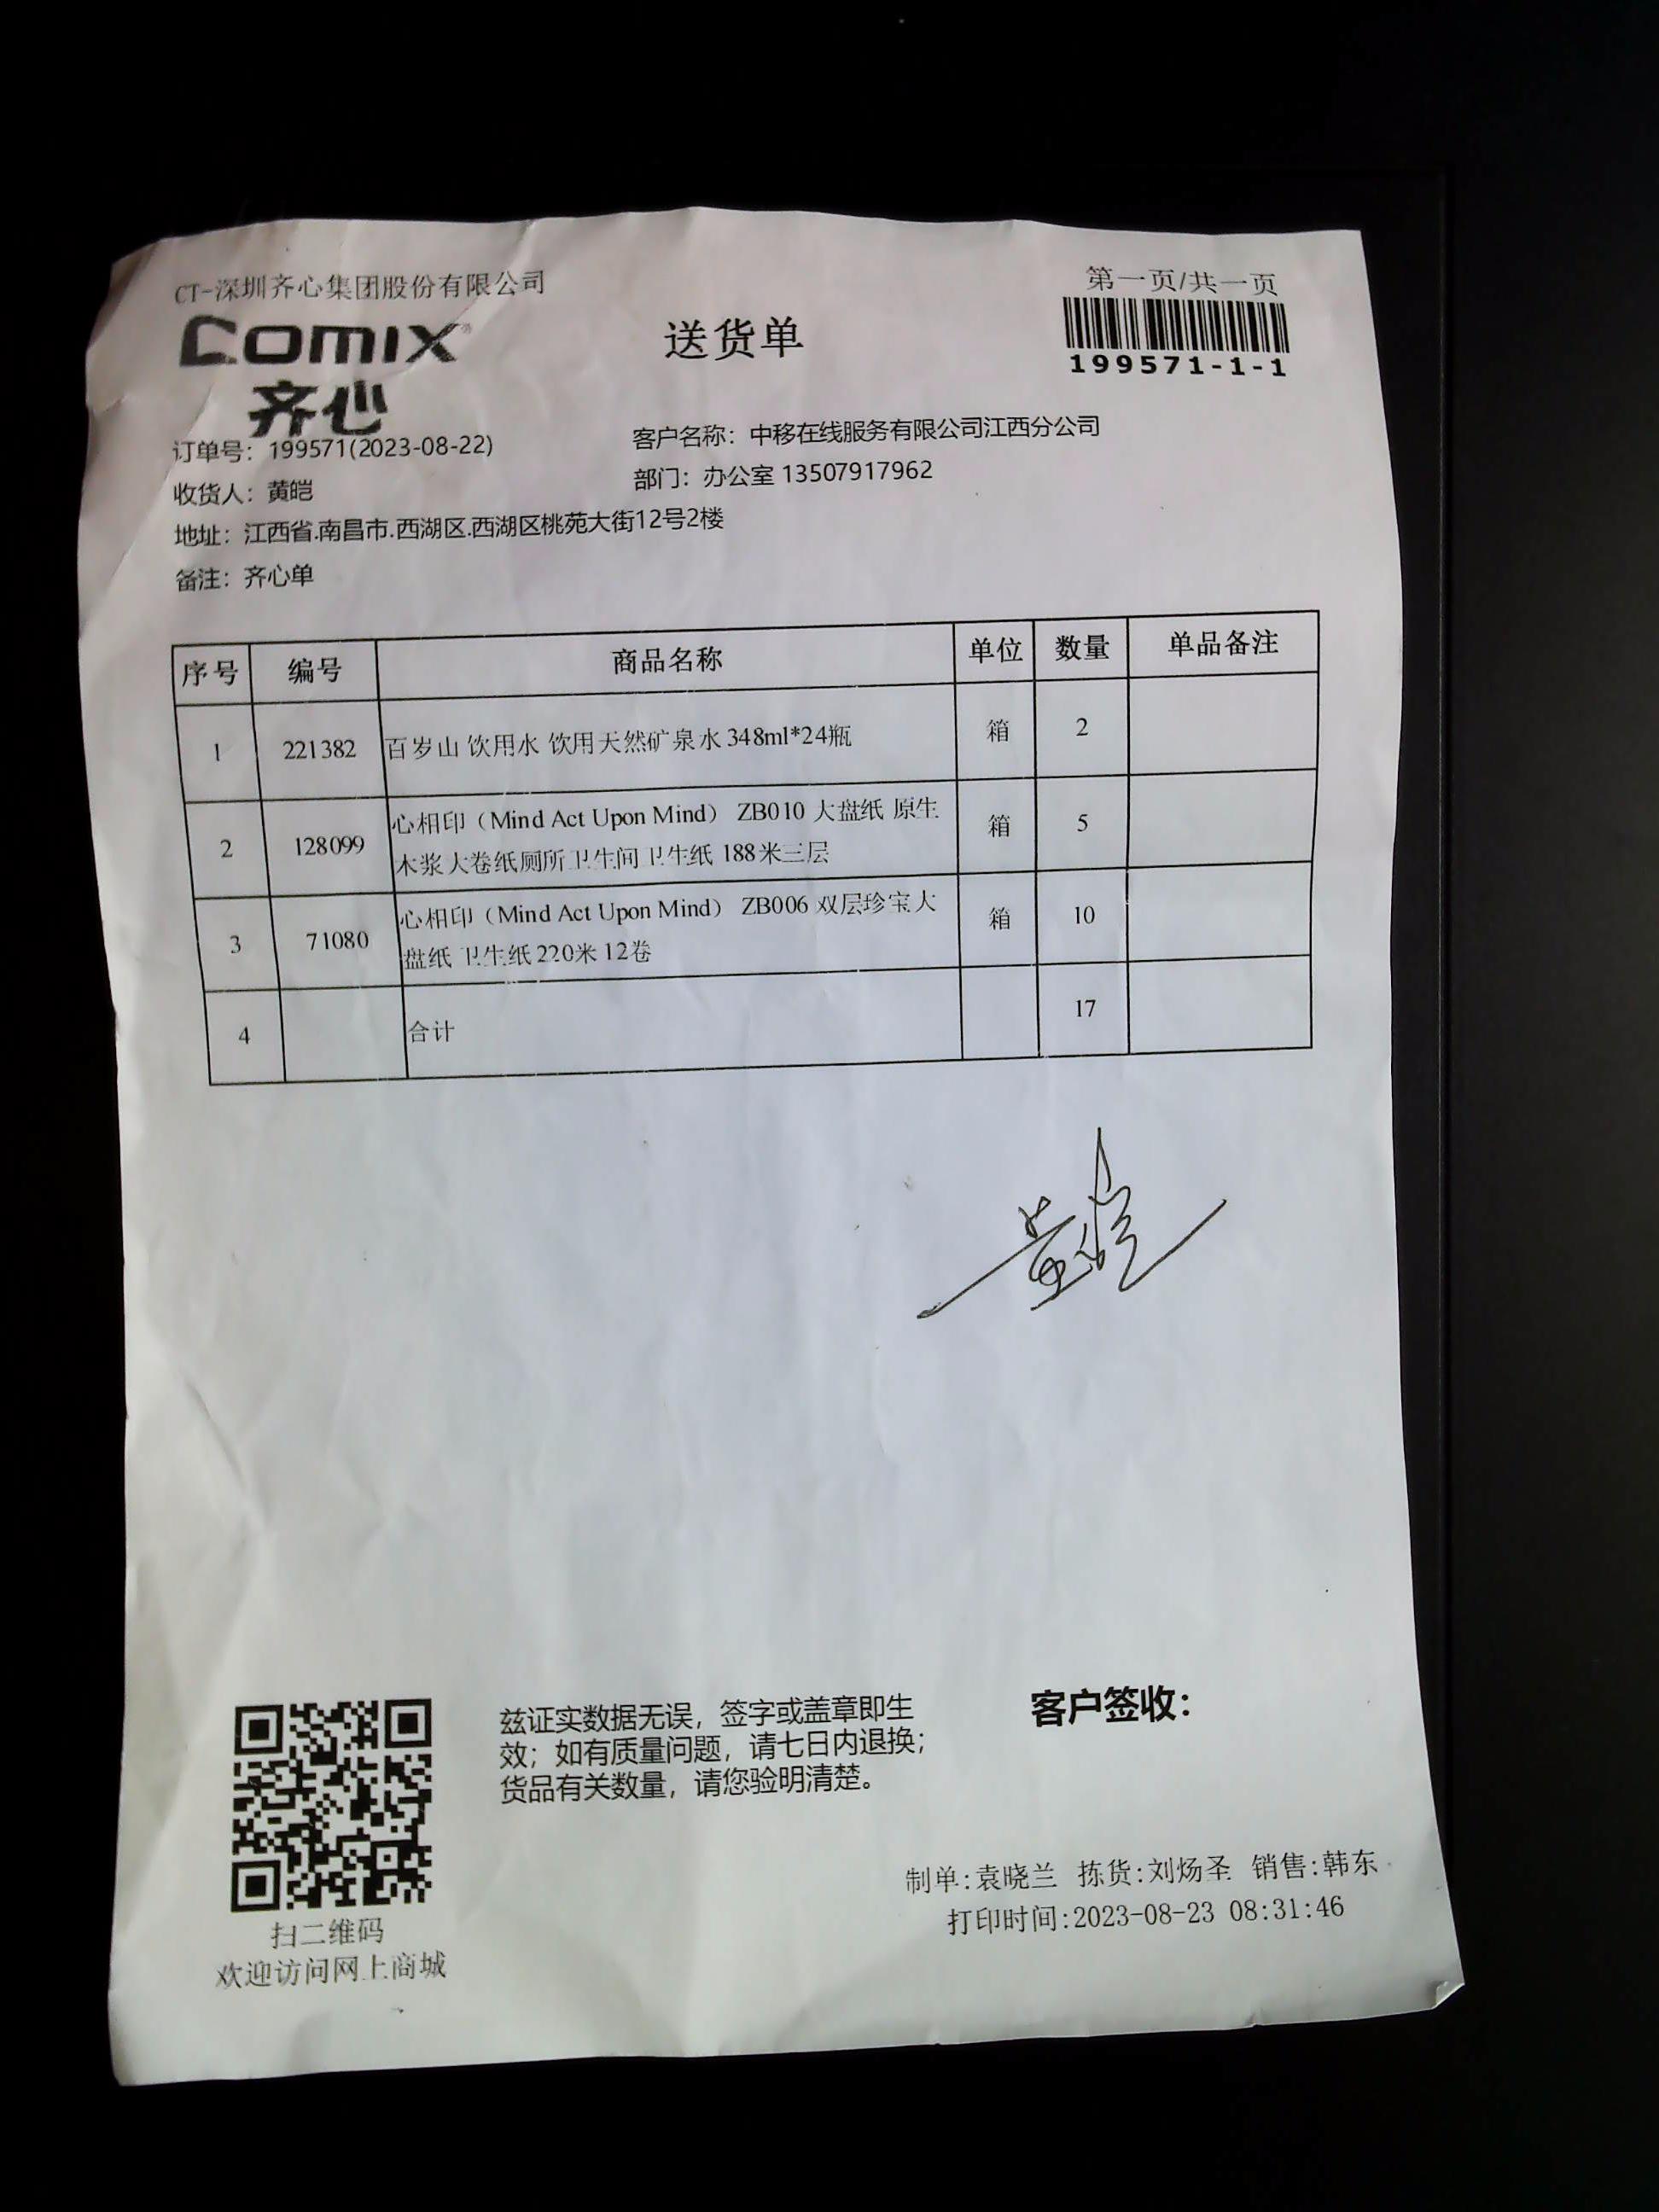 CT-深圳齐心集团股份有限公司
第一页/共一页
COMIX®
齐心
送货单
199571-1-1
订单号：199571(2023-08-22)
客户名称：中移在线服务有限公司江西分公司
收货人：黄皑
部门：办公室 13507917962
地址：江西省.南昌市.西湖区.西湖区桃苑大街12号2楼
备注：齐心单
序号 编号 商品名称 单位 数量 单品备注
1 221382 百岁山 饮用水 饮用天然矿泉水 348ml*24瓶 箱 2
2 128099 心相印（Mind Act Upon Mind） ZB010 大盘纸 原生
木浆大卷纸厕所卫生间 卫生纸 188米三层 箱 5
3 71080 心相印（Mind Act Upon Mind） ZB006 双层珍宝大
盘纸 卫生纸 220米 12卷 箱 10
4 合计 17
黄皑
兹证实数据无误，签字或盖章即生
效；如有质量问题，请七日内退换；
货品有关数量，请您验明清楚。
客户签收：
扫二维码
欢迎访问网上商城
制单:袁晓兰 拣货:刘炀圣 销售:韩东
打印时间:2023-08-23 08:31:46